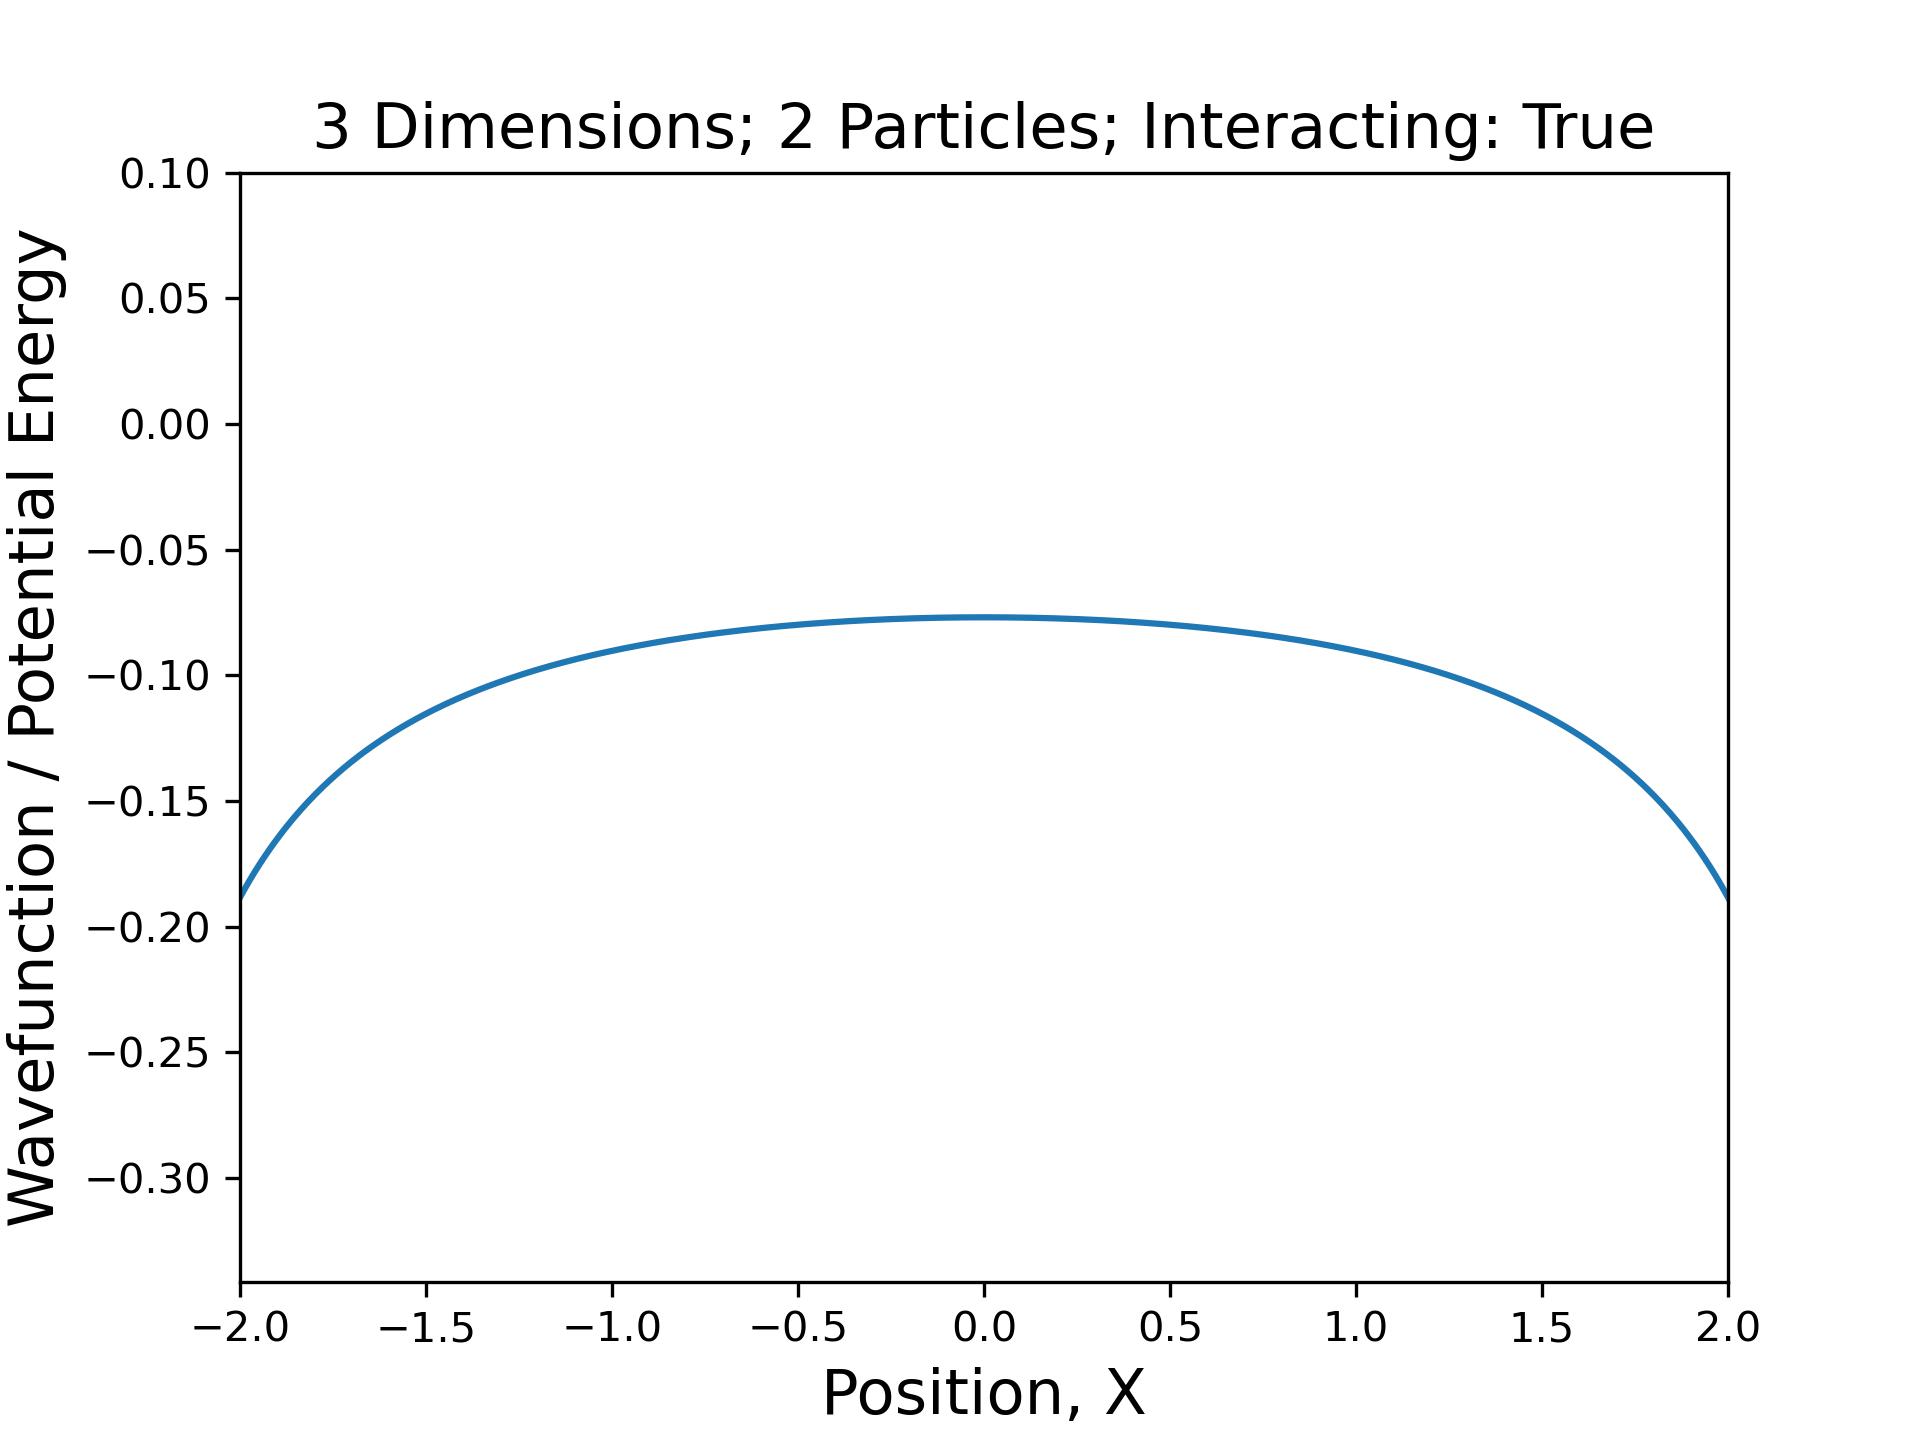 3 Dimensions; 2 Particles; Interacting: True
Wavefunction / Potential Energy
0.10
0.05
0.00
−0.05
−0.10
−0.15
−0.20
−0.25
−0.30
−2.0 −1.5 −1.0 −0.5 0.0 0.5 1.0 1.5 2.0
Position, X